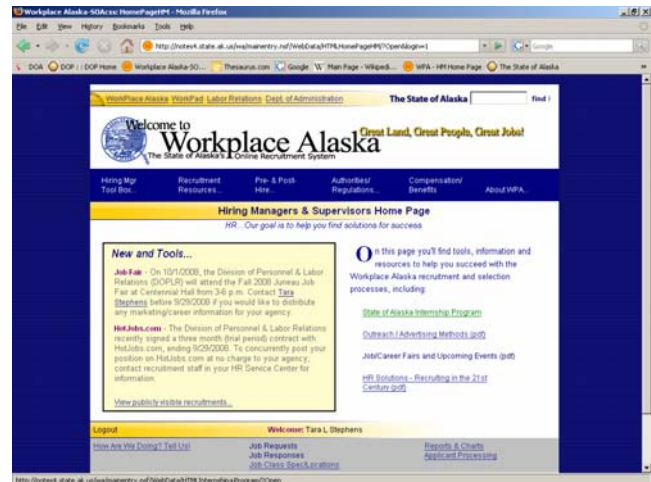 Workplace Alaska-SOAcss: HomePageHM - Mozilla Firefox
File Edit View History Bookmarks Tools Help
http://notes4.state.ak.us/wa/mainentry.nsf/WebData/HTMLHomePageHM/?Open&login=1
Google
DOA DOP : : DOP Home Workplace Alaska-SO... Thesaurus.com Google Main Page - Wikipedi... WPA - HM Home Page The State of Alaska
WorkPlace Alaska WorkPad Labor Relations Dept. of Administration The State of Alaska find
Welcome to
Workplace Alaska
Great Land, Great People, Great Jobs!
The State of Alaska's Online Recruitment System
Hiring Mgr Tool Box... Recruitment Resources... Pre- & Post-Hire... Authorities/ Regulations... Compensation/ Benefits About WPA...
Hiring Managers & Supervisors Home Page
HR...Our goal is to help you find solutions for success
New and Tools...
Job Fair - On 10/1/2008, the Division of Personnel & Labor
Relations (DOPLR) will attend the Fall 2008 Juneau Job
Fair at Centennial Hall from 3-6 p.m. Contact Tara
Stephens before 9/29/2008 if you would like to distribute
any marketing/career information for your agency.
HotJobs.com - The Division of Personnel & Labor Relations
recently signed a three month (trial period) contract with
HotJobs.com, ending 9/29/2008. To concurrently post your
position on HotJobs.com at no charge to your agency,
contact recruitment staff in your HR Service Center for
information.
View publicly visible recruitments...
On this page you'll find tools, information and
resources to help you succeed with the
Workplace Alaska recruitment and selection
processes, including:
State of Alaska Internship Program
Outreach / Advertising Methods (pdf)
Job/Career Fairs and Upcoming Events (pdf)
HR Solutions - Recruiting in the 21st
Century (pdf)
Logout Welcome: Tara L Stephens
How Are We Doing? Tell Us! Job Requests Reports & Charts
Job Responses Applicant Processing
Job Class Spec/Locations
http://notes4.state.ak.us/wa/mainentry.nsf/WebData/HTMLInternshipProgram/?Open